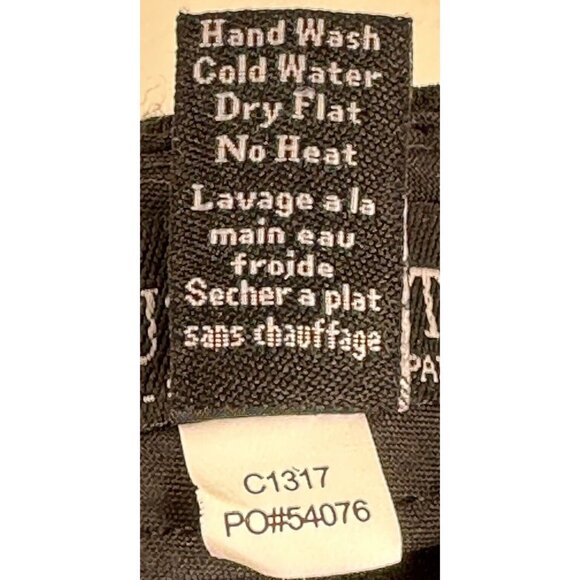 Hand Wash
Cold Water
Dry Flat
No Heat
Lavage a la
main eau
froide
Secher a plat
sans chauffage
T
PA
C1317
PO#54076